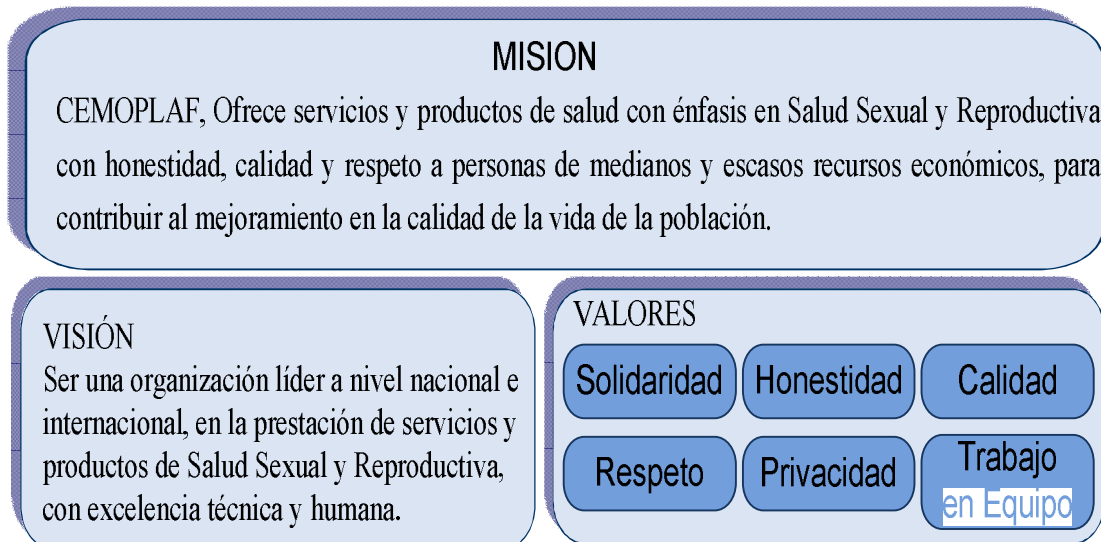 MISION
CEMOPLAF, Ofrece servicios y productos de salud con énfasis en Salud Sexual y Reproductiva
con honestidad, calidad y respeto a personas de medianos y escasos recursos económicos, para
contribuir al mejoramiento en la calidad de la vida de la población.
VISIÓN
Ser una organización líder a nivel nacional e
internacional, en la prestación de servicios y
productos de Salud Sexual y Reproductiva,
con excelencia técnica y humana.
VALORES
Solidaridad
Honestidad
Calidad
Respeto
Privacidad
Trabajo
en Equipo